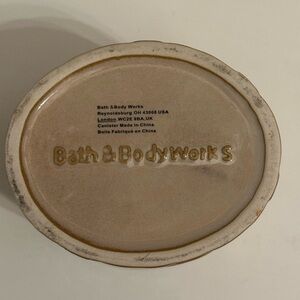 Bath & Body Works
Reynoldsburg OH 43068 USA
London WC2E 8BA, UK
Canister Made in China
Boîte Fabriqué en Chine
Bath & Body Works